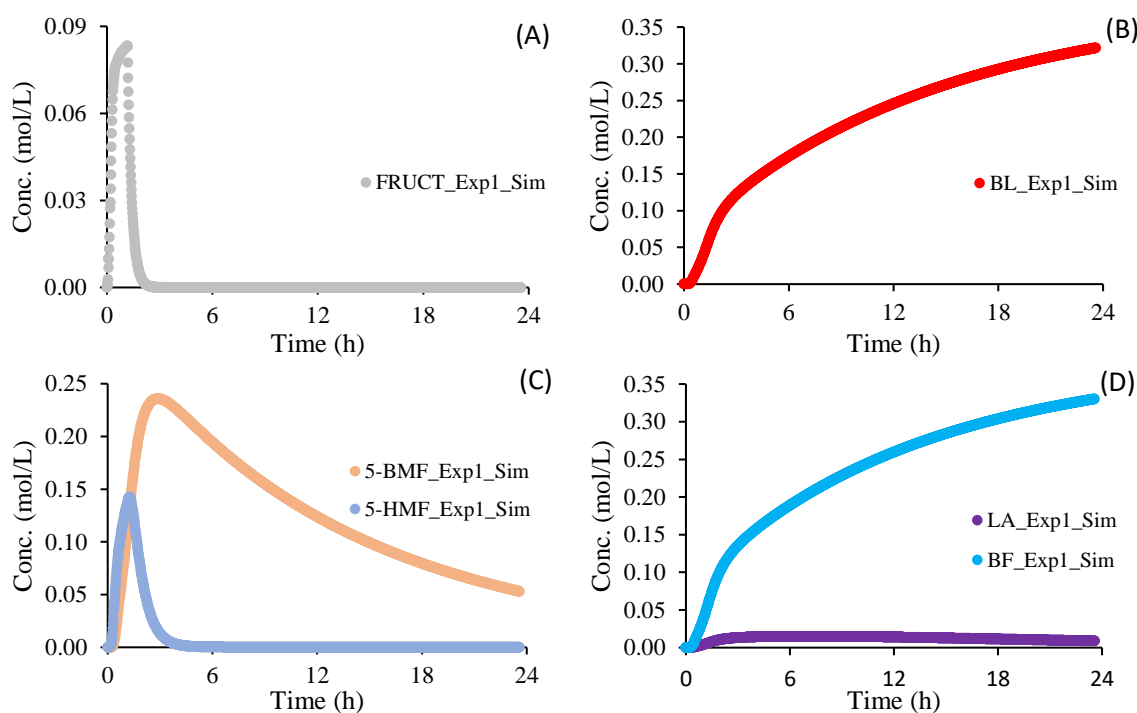 (A)
Conc. (mol/L)
0.09
0.06
0.03
0.00
FRUCT_Exp1_Sim
0 6 12 18 24
Time (h)
(B)
Conc. (mol/L)
0.35
0.30
0.25
0.20
0.15
0.10
0.05
0.00
BL_Exp1_Sim
0 6 12 18 24
Time (h)
(C)
Conc. (mol/L)
0.25
0.20
0.15
0.10
0.05
0.00
5-BMF_Exp1_Sim
5-HMF_Exp1_Sim
0 6 12 18 24
Time (h)
(D)
Conc. (mol/L)
0.35
0.30
0.25
0.20
0.15
0.10
0.05
0.00
LA_Exp1_Sim
BF_Exp1_Sim
0 6 12 18 24
Time (h)